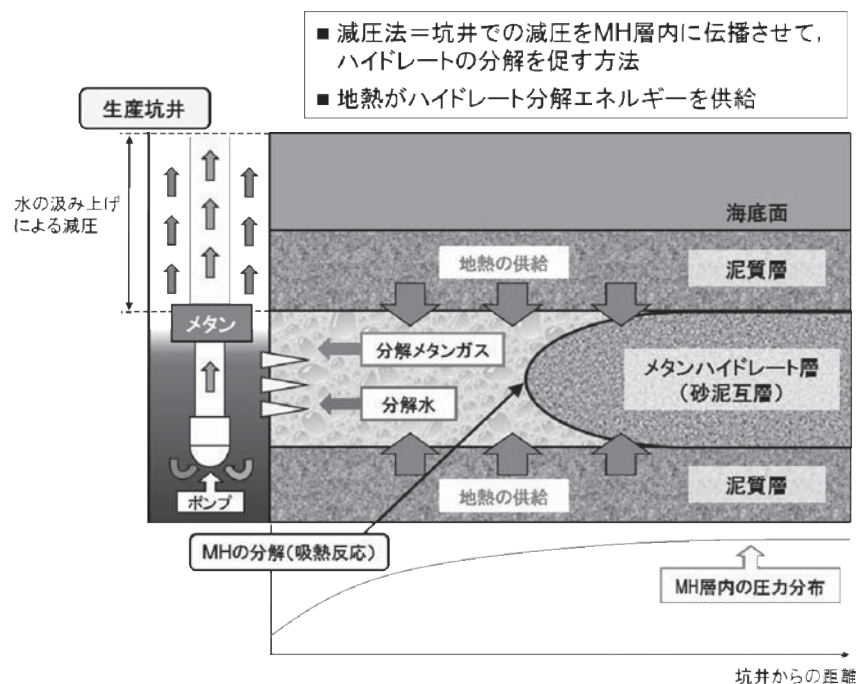 ■ 減圧法＝坑井での減圧をMH層内に伝播させて，
ハイドレートの分解を促す方法
■ 地熱がハイドレート分解エネルギーを供給
生産坑井
水の汲み上げ
による減圧
海底面
地熱の供給
泥質層
メタン
分解メタンガス
メタンハイドレート層
（砂泥互層）
分解水
泥質層
地熱の供給
ポンプ
MHの分解（吸熱反応）
MH層内の圧力分布
坑井からの距離